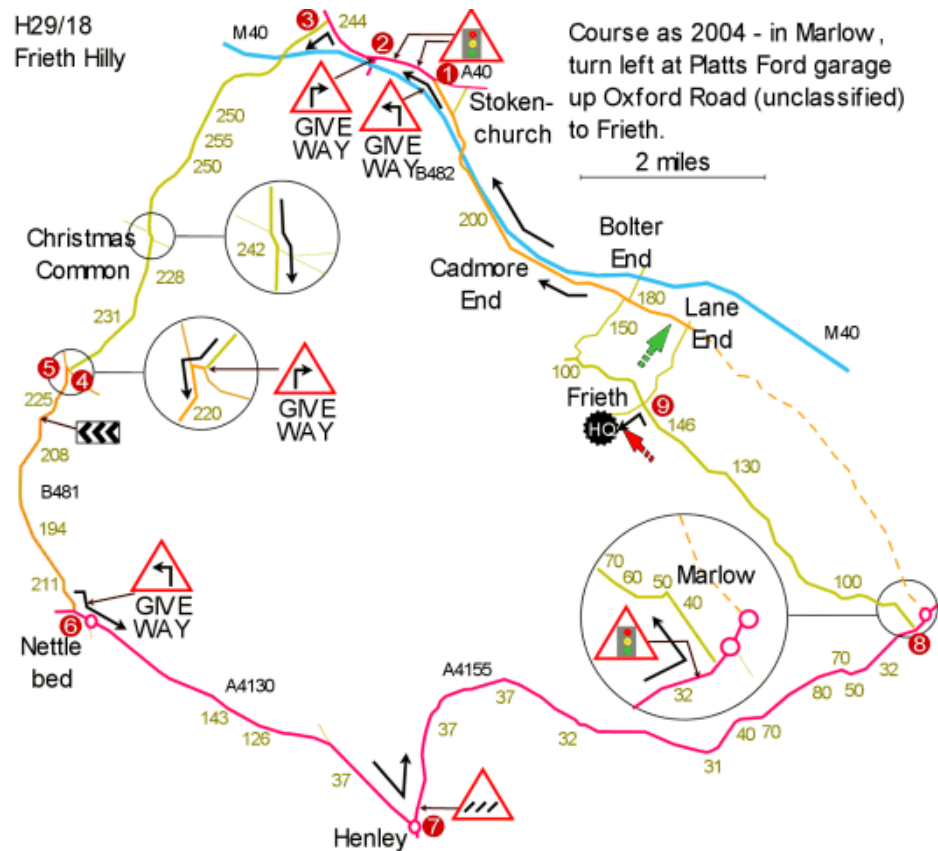 H29/18
Frieth Hilly
M40
3
244
2
1
A40
Course as 2004 - in Marlow,
turn left at Platts Ford garage
up Oxford Road (unclassified)
to Frieth.
2 miles
GIVE
WAY
GIVE
WAY
B482
Stoken-
church
250
255
250
200
Christmas
Common
242
228
231
Cadmore
End
Bolter
End
180
150
Lane
End
M40
5
4
225
220
GIVE
WAY
100
Frieth
HQ
9
146
208
B481
194
130
211
GIVE
WAY
6
Nettle
bed
A4130
143
126
37
70
60
50
40
Marlow
32
100
8
A4155
37
37
32
31
40
70
80
70
50
32
Henley
7